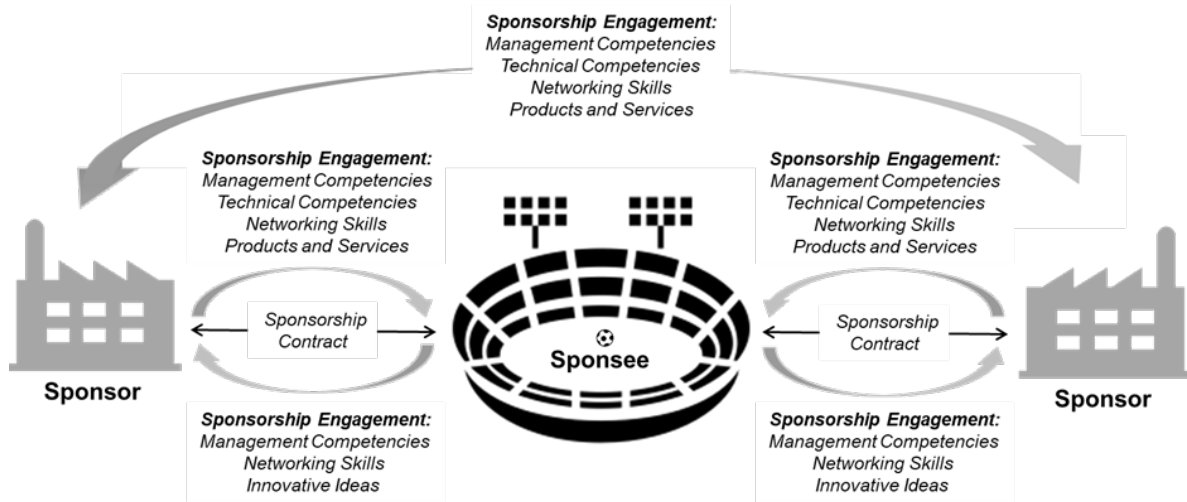 Sponsorship Engagement:
Management Competencies
Technical Competencies
Networking Skills
Products and Services
Sponsorship Engagement:
Management Competencies
Technical Competencies
Networking Skills
Products and Services
Sponsorship Engagement:
Management Competencies
Technical Competencies
Networking Skills
Products and Services
Sponsorship
Contract
Sponsee
Sponsorship
Contract
Sponsor
Sponsor
Sponsorship Engagement:
Management Competencies
Networking Skills
Innovative Ideas
Sponsorship Engagement:
Management Competencies
Networking Skills
Innovative Ideas